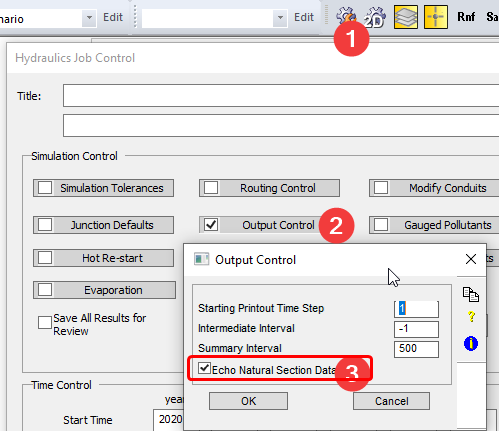 nario Edit Edit 2D Rnf Sa
1
Hydraulics Job Control
Title:
Simulation Control
Simulation Tolerances Routing Control Modify Conduits
Junction Defaults Output Control 2 Gauged Pollutants
Hot Re-start
Evaporation
Save All Results for
Review
Output Control
Starting Printout Time Step 1
Intermediate Interval -1
Summary Interval 500
Echo Natural Section Data 3
OK Cancel
Time Control
yea
Start Time 2020